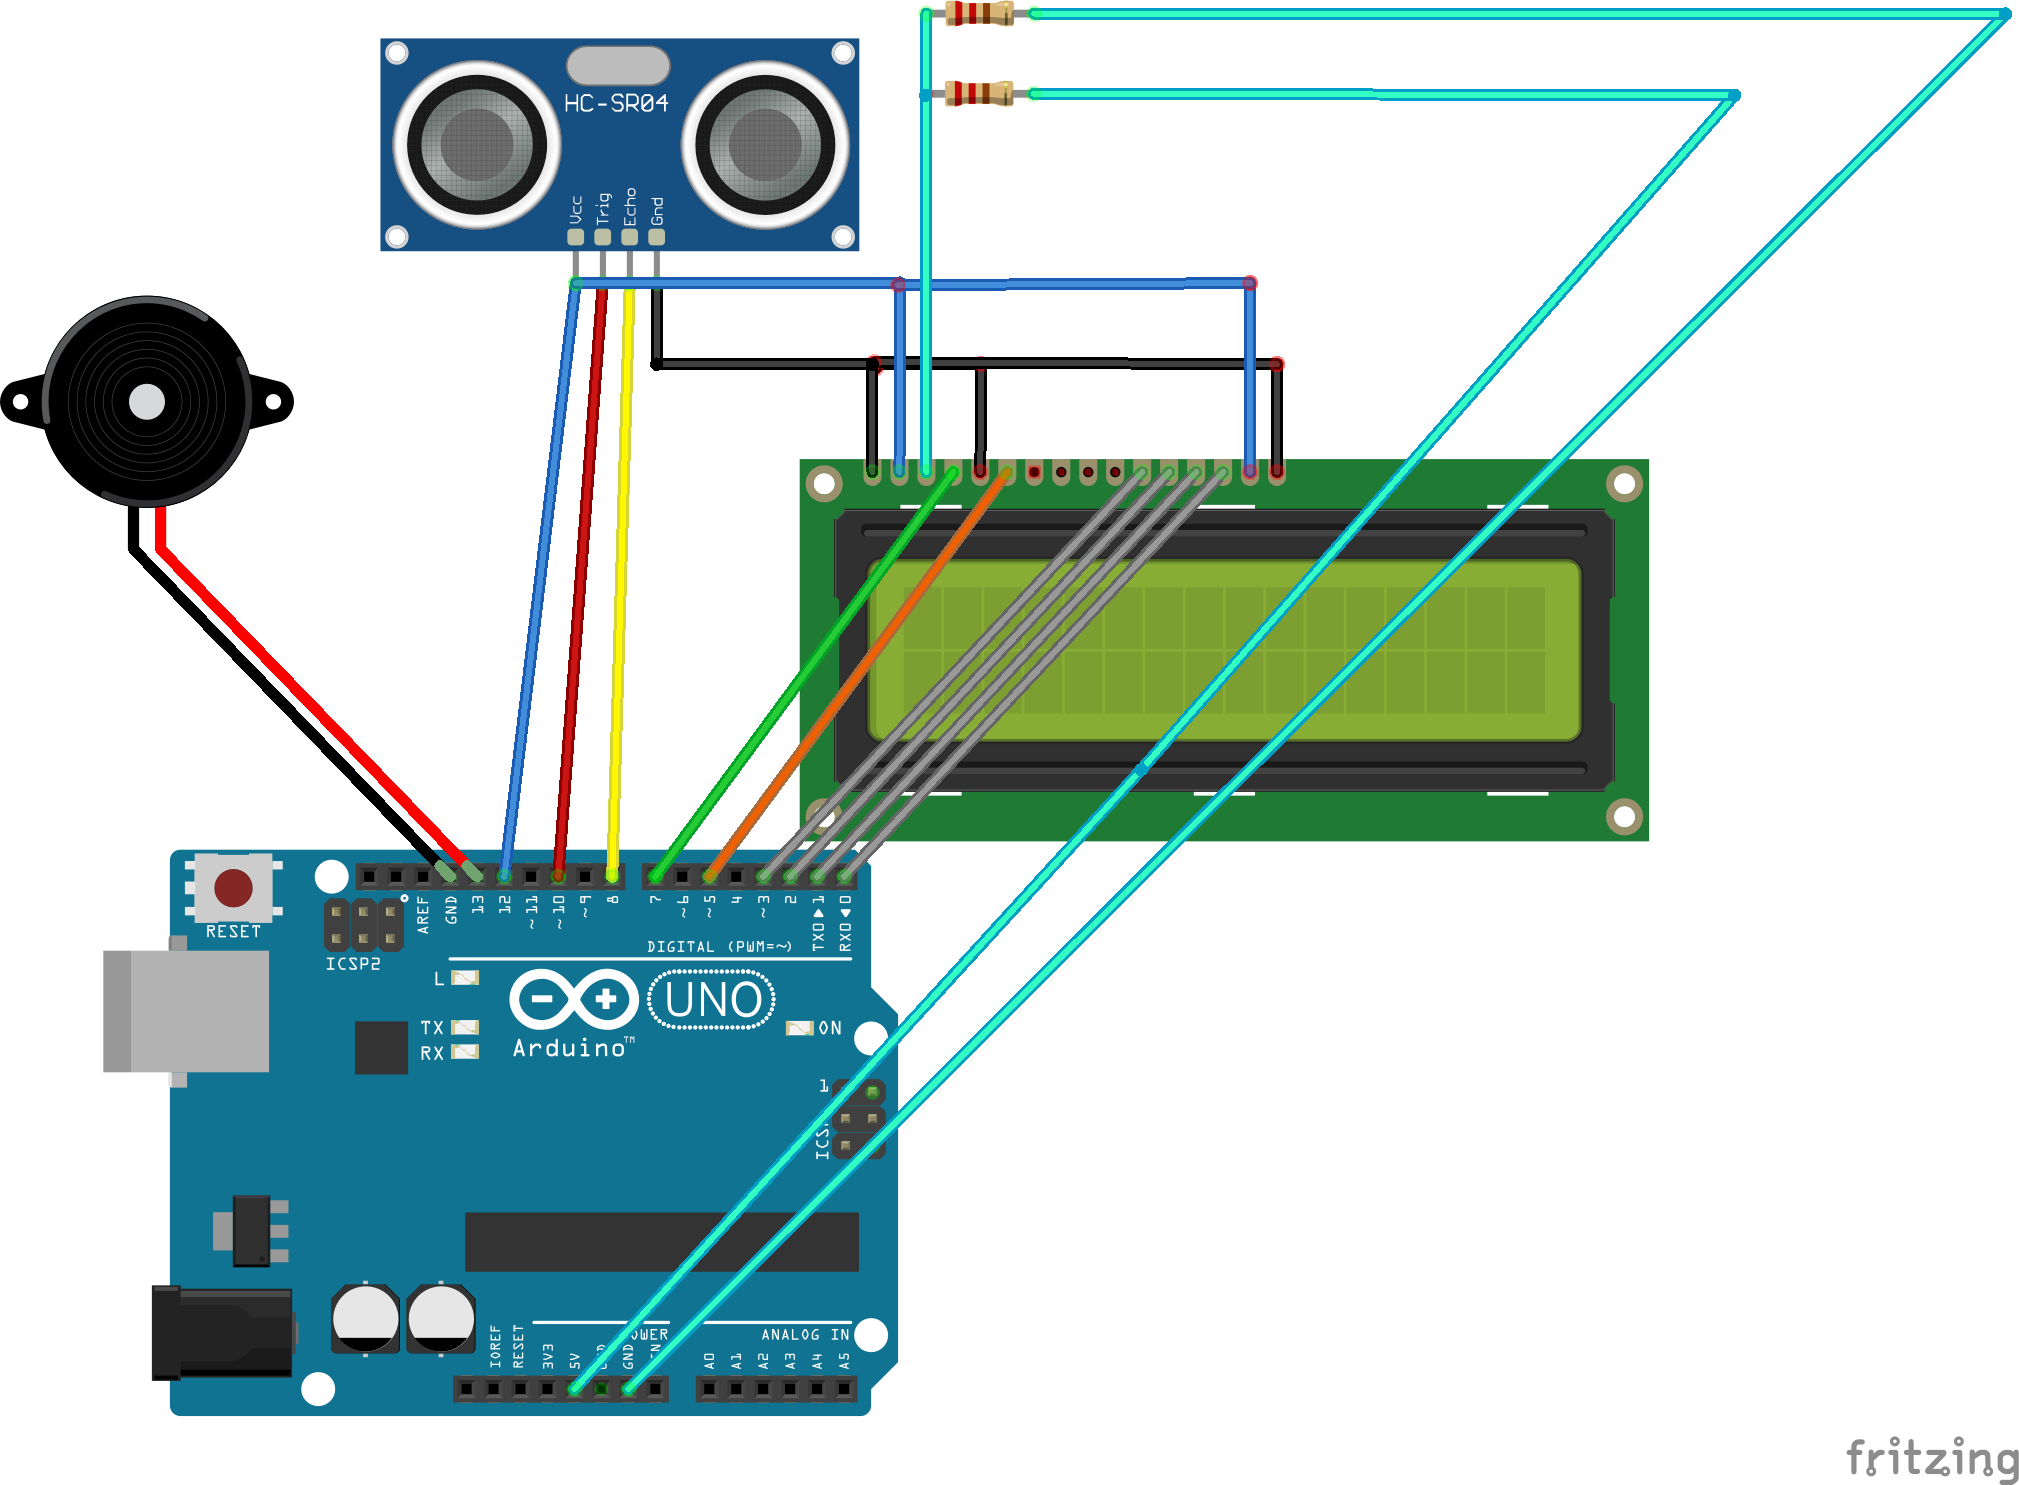 HC-SR04
Vcc
Trig
Echo
Gnd
RESET
ICSP2
AREF
GND
13
12
~11
~10
~9
8
7
~6
~5
4
~3
2
TX0▶1
RX0◀0
DIGITAL (PWM=~)
L
TX
RX
UNO
Arduino™
ON
1
IOREF
RESET
3V3
5V
GND
ANALOG IN
A0
A1
A2
A3
A4
A5
fritzing